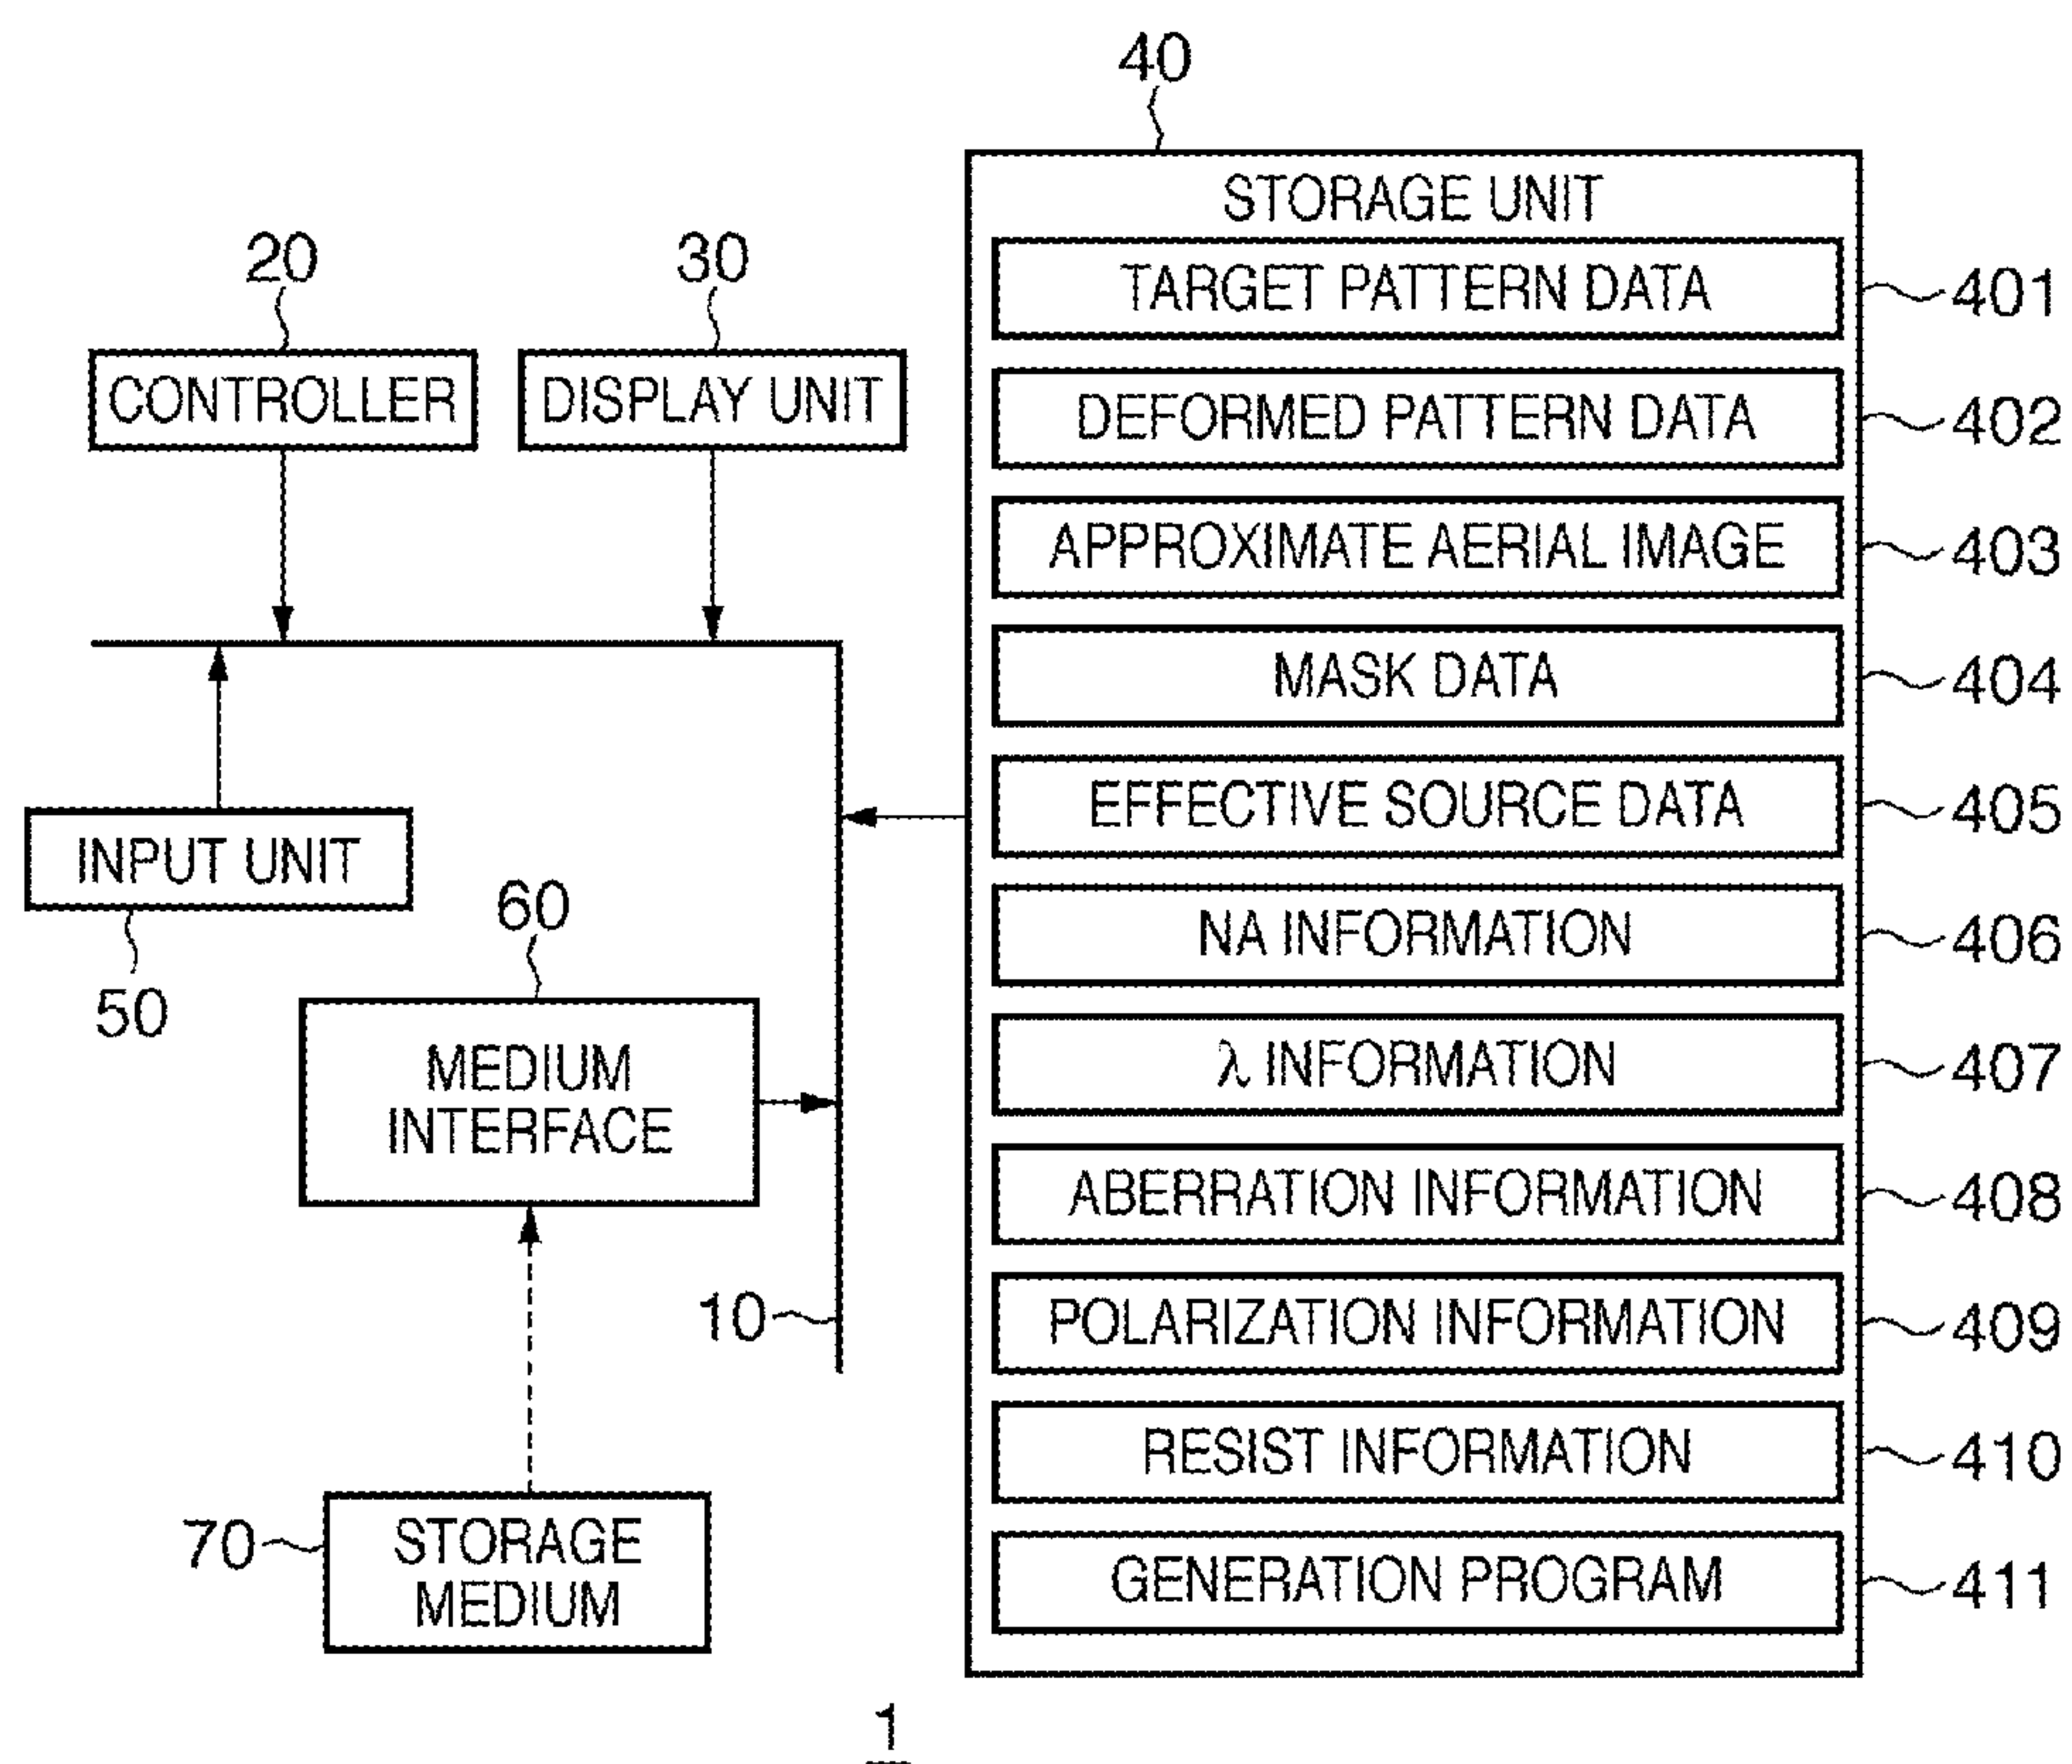 40
STORAGE UNIT
TARGET PATTERN DATA
401
DEFORMED PATTERN DATA
402
APPROXIMATE AERIAL IMAGE
403
MASK DATA
404
EFFECTIVE SOURCE DATA
405
NA INFORMATION
406
λ INFORMATION
407
ABERRATION INFORMATION
408
POLARIZATION INFORMATION
409
RESIST INFORMATION
410
GENERATION PROGRAM
411
20
CONTROLLER
30
DISPLAY UNIT
INPUT UNIT
50
60
MEDIUM
INTERFACE
10
70
STORAGE
MEDIUM
1